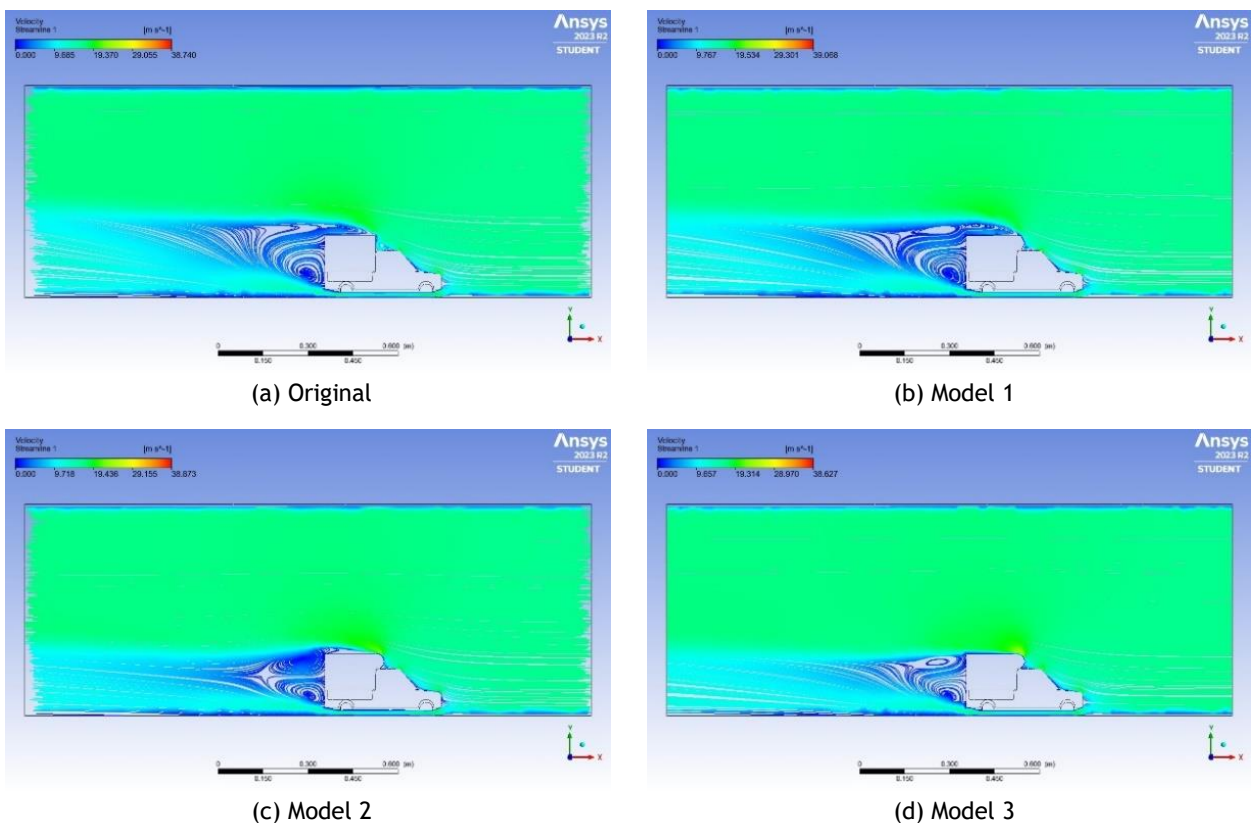 Velocity
Streamline 1
[m s^-1]
0.000 9.685 19.370 29.055 38.740
Ansys
2023 R2
STUDENT
Y
X
0 0.300 0.600 (m)
0.150 0.450
(a) Original
Velocity
Streamline 1
[m s^-1]
0.000 9.767 19.534 29.301 39.068
Ansys
2023 R2
STUDENT
Y
X
0 0.300 0.600 (m)
0.150 0.450
(b) Model 1
Velocity
Streamline 1
[m s^-1]
0.000 9.718 19.436 29.155 38.873
Ansys
2023 R2
STUDENT
Y
X
0 0.300 0.600 (m)
0.150 0.450
(c) Model 2
Velocity
Streamline 1
[m s^-1]
0.000 9.657 19.314 28.970 38.627
Ansys
2023 R2
STUDENT
Y
X
0 0.300 0.600 (m)
0.150 0.450
(d) Model 3